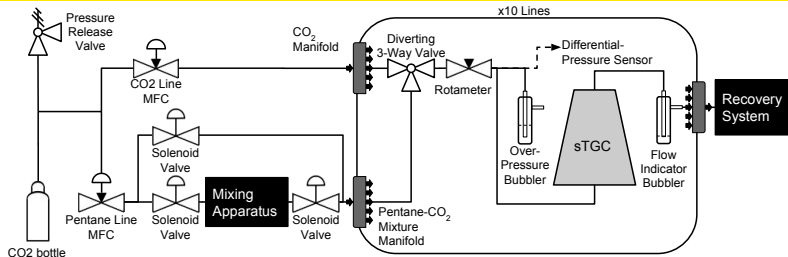 x10 Lines
Pressure
Release
Valve
CO2 Line
MFC
CO2
Manifold
Diverting
3-Way Valve
Rotameter
Differential-
Pressure Sensor
Over-
Pressure
Bubbler
sTGC
Flow
Indicator
Bubbler
Recovery
System
Solenoid
Valve
CO2 bottle
Pentane Line
MFC
Solenoid
Valve
Mixing
Apparatus
Solenoid
Valve
Pentane-CO2
Mixture
Manifold